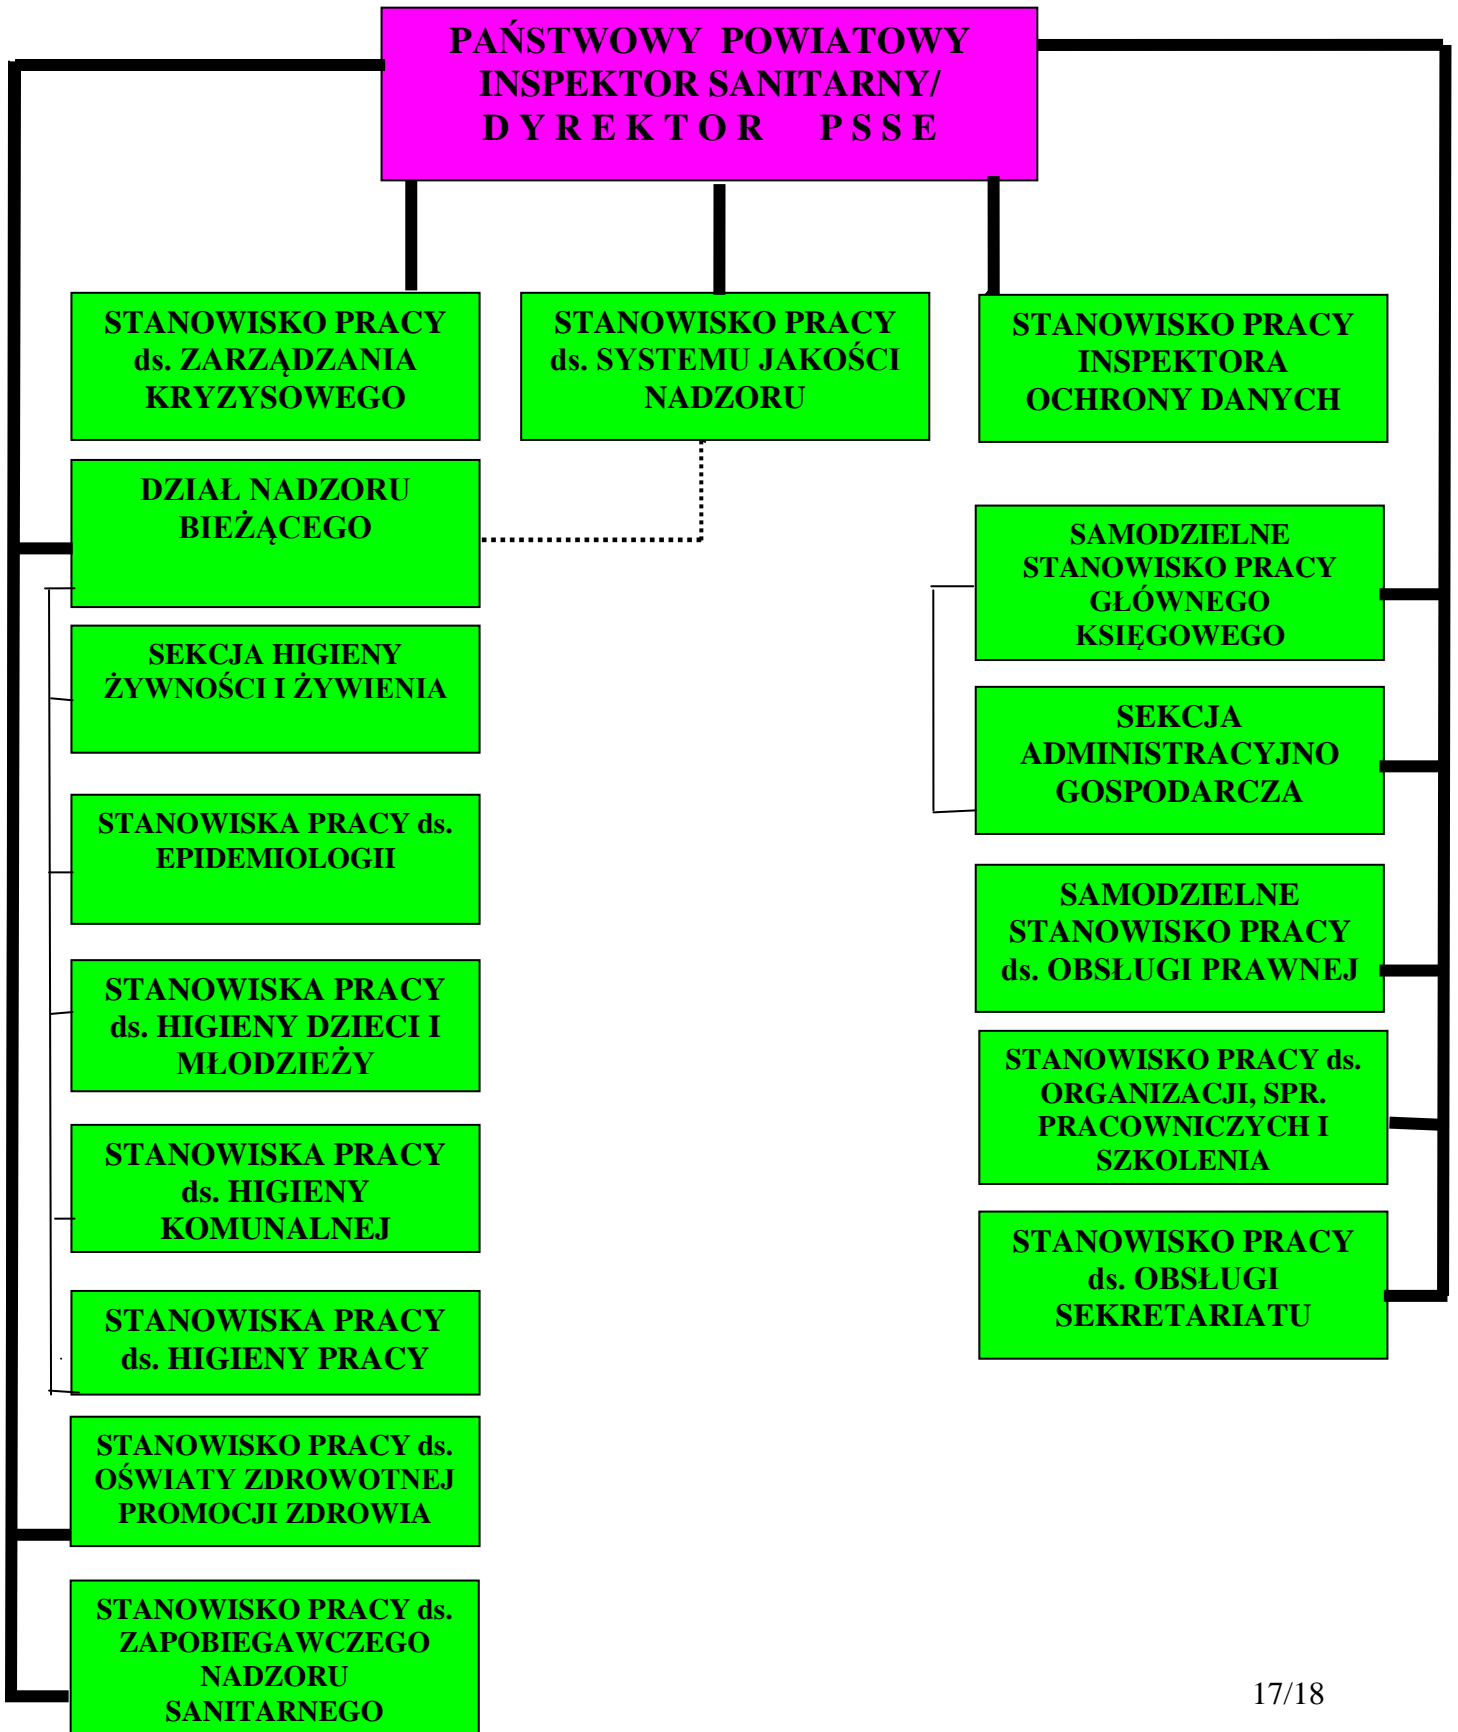 PAŃSTWOWY POWIATOWY
INSPEKTOR SANITARNY/
D Y R E K T O R P S S E
STANOWISKO PRACY
ds. ZARZĄDZANIA
KRYZYSOWEGO
STANOWISKO PRACY
ds. SYSTEMU JAKOŚCI
NADZORU
STANOWISKO PRACY
INSPEKTORA
OCHRONY DANYCH
DZIAŁ NADZORU
BIEŻĄCEGO
SEKCJA HIGIENY
ŻYWNOŚCI I ŻYWIENIA
STANOWISKA PRACY ds.
EPIDEMIOLOGII
STANOWISKA PRACY
ds. HIGIENY DZIECI I
MŁODZIEŻY
STANOWISKA PRACY
ds. HIGIENY
KOMUNALNEJ
STANOWISKA PRACY
ds. HIGIENY PRACY
STANOWISKO PRACY ds.
OŚWIATY ZDROWOTNEJ
PROMOCJI ZDROWIA
STANOWISKO PRACY ds.
ZAPOBIEGAWCZEGO
NADZORU
SANITARNEGO
SAMODZIELNE
STANOWISKO PRACY
GŁÓWNEGO
KSIĘGOWEGO
SEKCJA
ADMINISTRACYJNO
GOSPODARCZA
SAMODZIELNE
STANOWISKO PRACY
ds. OBSŁUGI PRAWNEJ
STANOWISKO PRACY ds.
ORGANIZACJI, SPR.
PRACOWNICZYCH I
SZKOLENIA
STANOWISKO PRACY
ds. OBSŁUGI
SEKRETARIATU
17/18